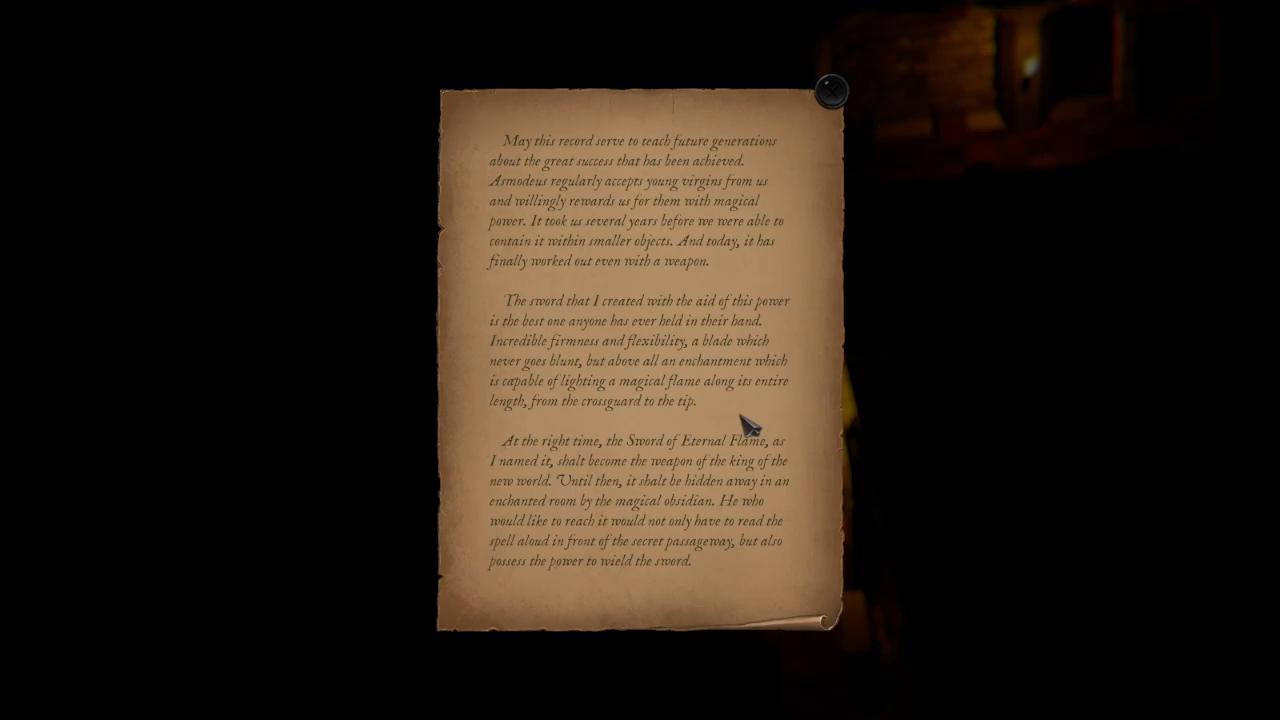 May this record serve to teach future generations
about the great success that has been achieved.
Asmodeus regularly accepts young virgins from us
and willingly rewards us for them with magical
power. It took us several years before we were able to
contain it within smaller objects. And today, it has
finally worked out even with a weapon.
The sword that I created with the aid of this power
is the best one anyone has ever held in their hand.
Incredible firmness and flexibility, a blade which
never goes blunt, but above all an enchantment which
is capable of lighting a magical flame along its entire
length, from the crossguard to the tip.
At the right time, the Sword of Eternal Flame, as
I named it, shalt become the weapon of the king of the
new world. Until then, it shalt be hidden away in an
enchanted room by the magical obsidian. He who
would like to reach it would not only have to read the
spell aloud in front of the secret passageway, but also
possess the power to wield the sword.